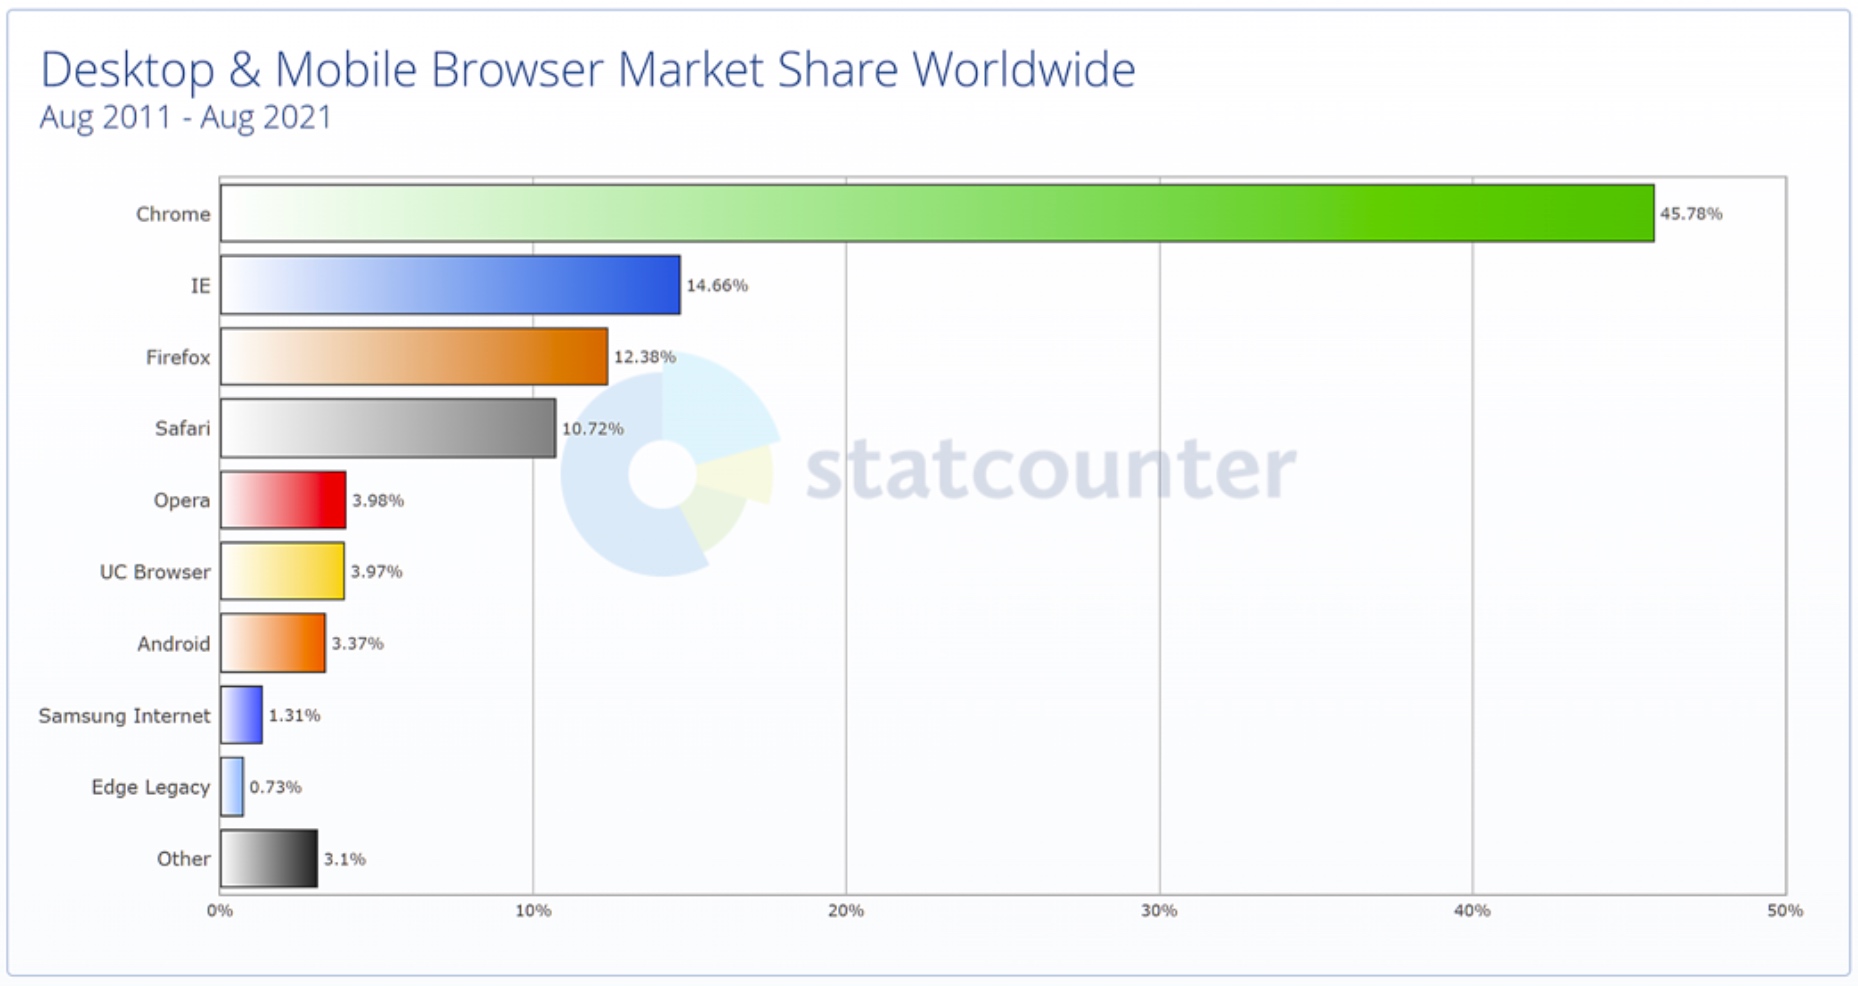 Desktop & Mobile Browser Market Share Worldwide
Aug 2011 - Aug 2021
Chrome 45.78%
IE 14.66%
Firefox 12.38%
Safari 10.72%
statcounter
Opera 3.98%
UC Browser 3.97%
Android 3.37%
Samsung Internet 1.31%
Edge Legacy 0.73%
Other 3.1%
0% 10% 20% 30% 40% 50%